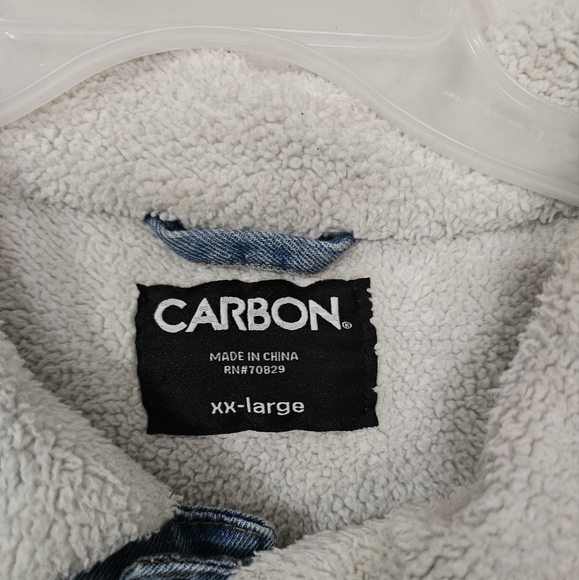 CARBON®
MADE IN CHINA
RN#70829
xx-large